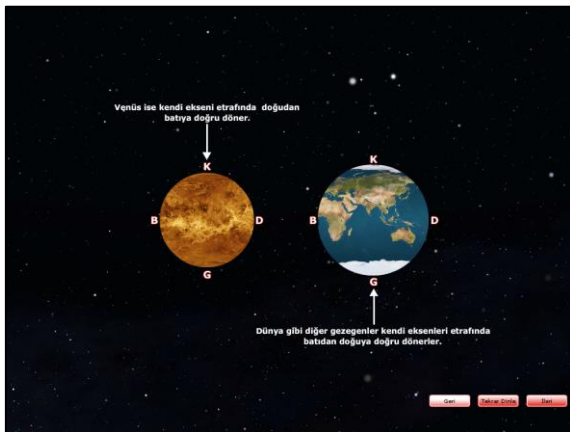 Venüs ise kendi ekseni etrafında doğudan
batıya doğru döner.
K
K
B
D
B
D
G
G
Dünya gibi diğer gezegenler kendi eksenleri etrafında
batıdan doğuya doğru dönerler.
Geri
Tekrar Dinle
İleri